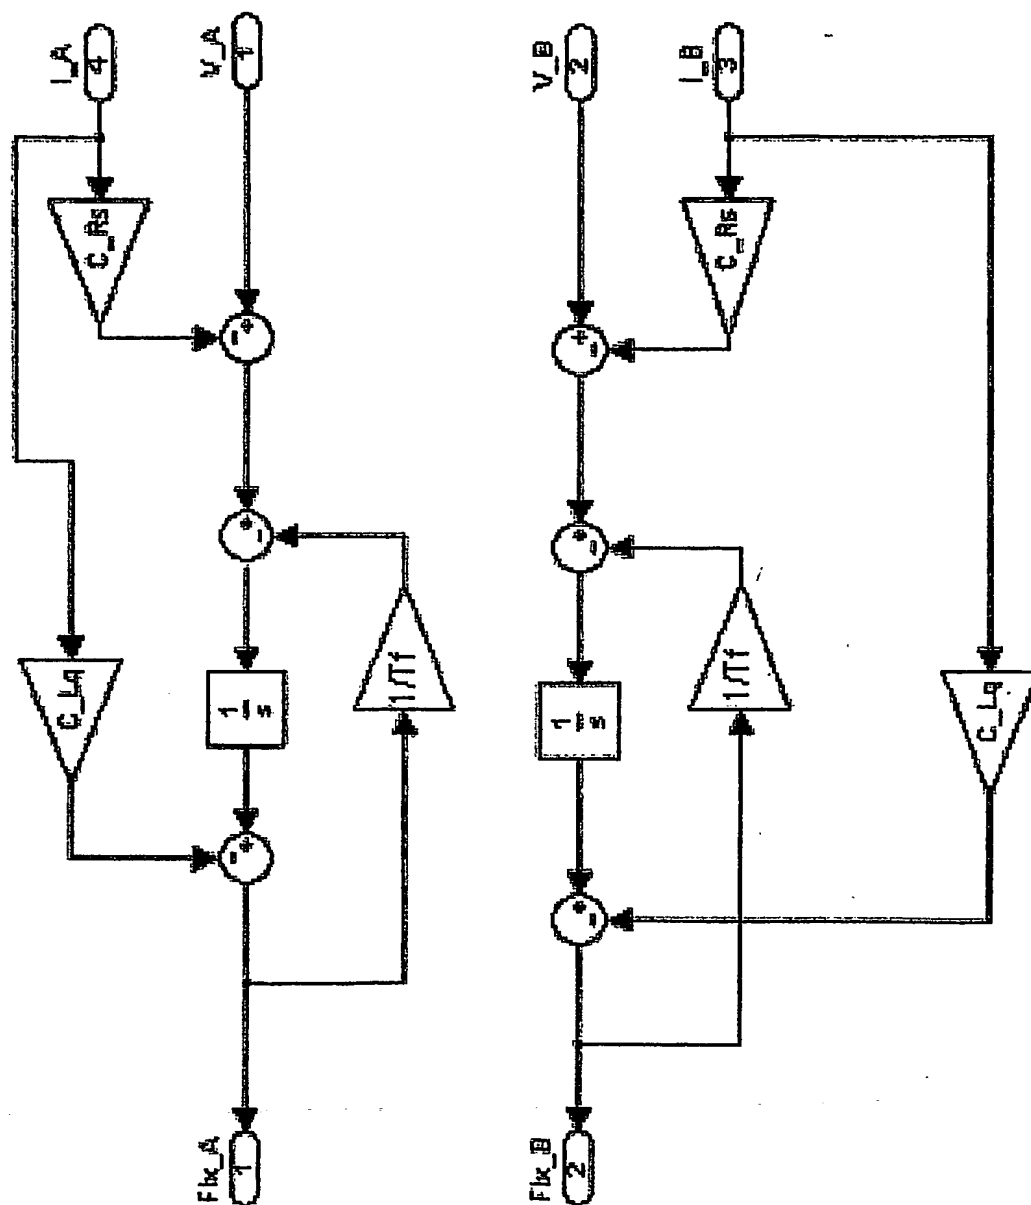 I_A
4
V_A
1
V_B
2
I_B
3
C_Rs
C_Rs
1/Tf
1/Tf
C_Lq
1
s
1
s
C_Lq
Flx_A
1
Flx_B
2